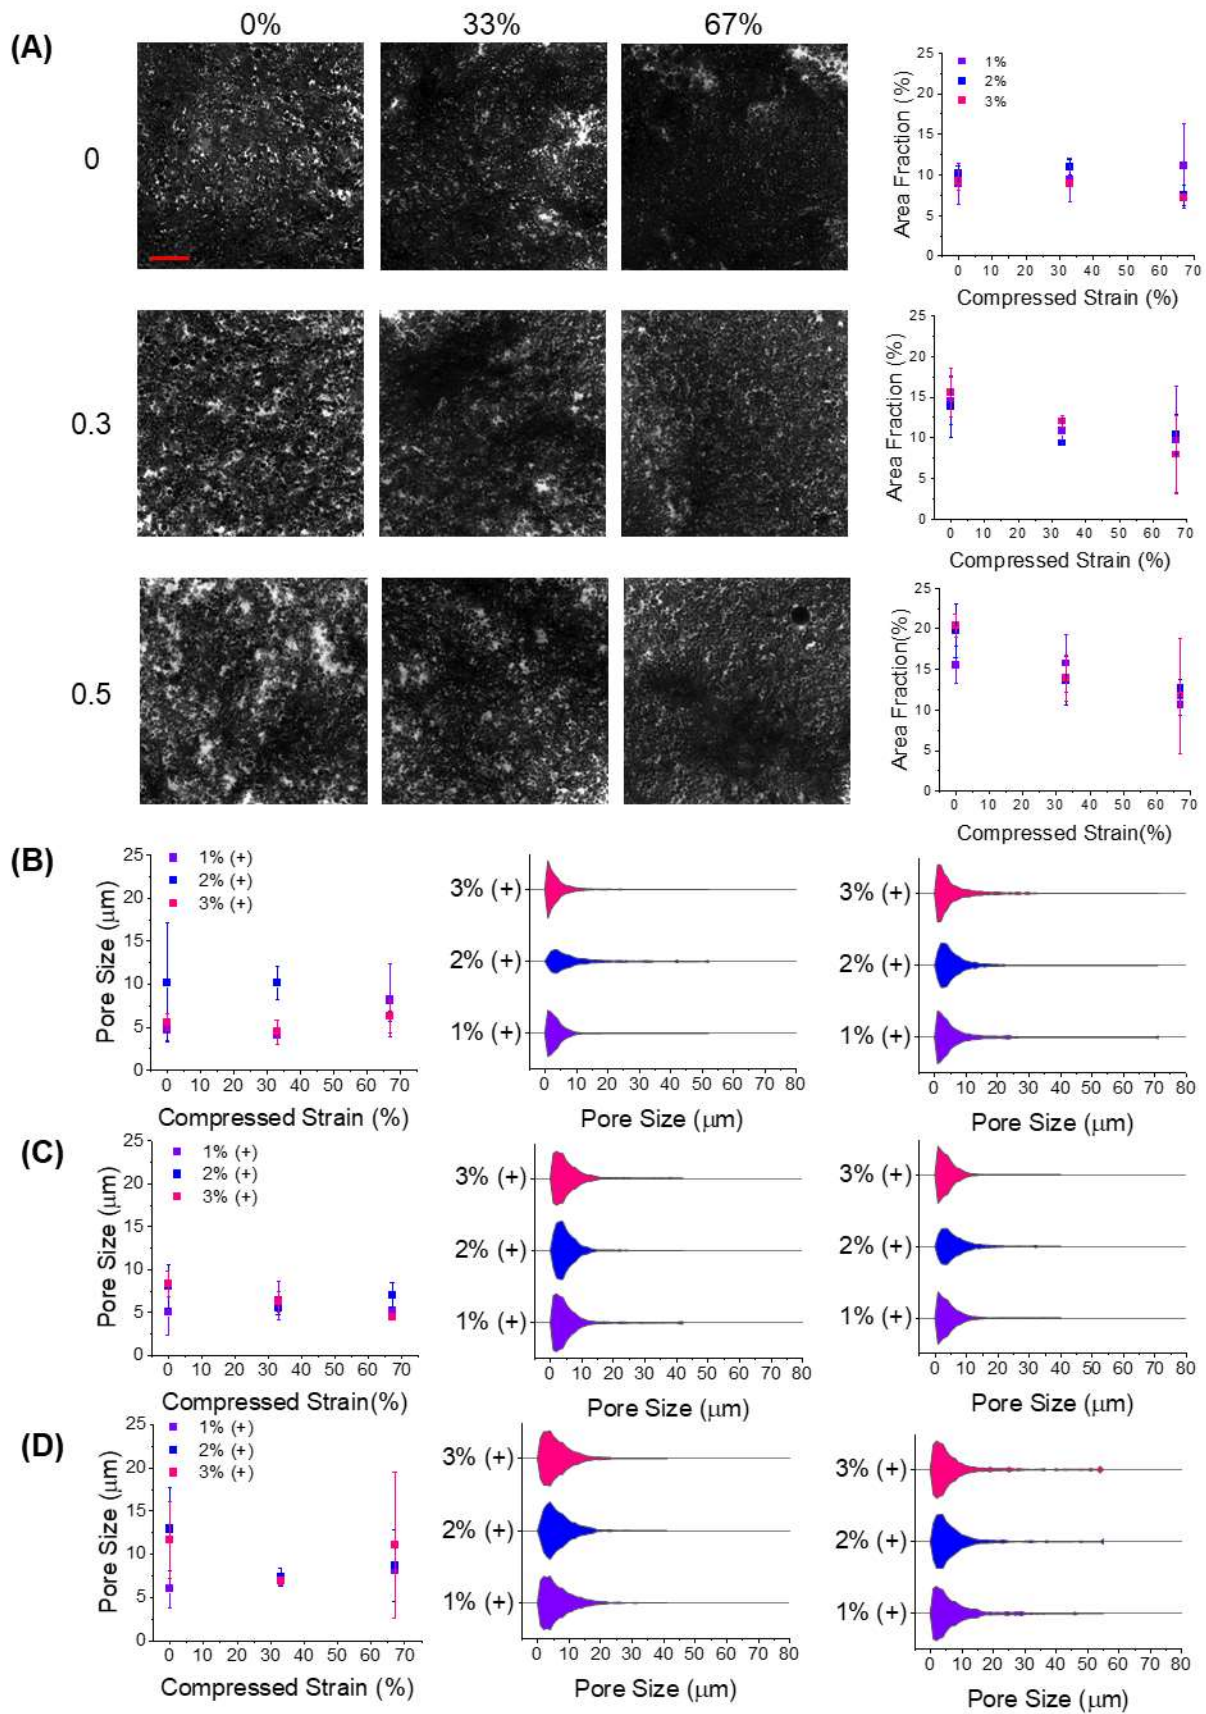 0% 33% 67%
(A)
0
0.3
0.5
25
20
15
10
5
0
Area Fraction (%)
1%
2%
3%
0 10 20 30 40 50 60 70
Compressed Strain (%)
25
20
15
10
5
0
Area Fraction (%)
0 10 20 30 40 50 60 70
Compressed Strain (%)
25
20
15
10
5
0
Area Fraction(%)
0 10 20 30 40 50 60 70
Compressed Strain(%)
(B)
25
20
15
10
5
0
Pore Size (μm)
1% (+)
2% (+)
3% (+)
0 10 20 30 40 50 60 70
Compressed Strain (%)
3% (+)
2% (+)
1% (+)
0 10 20 30 40 50 60 70 80
Pore Size (μm)
3% (+)
2% (+)
1% (+)
0 10 20 30 40 50 60 70 80
Pore Size (μm)
(C)
25
20
15
10
5
0
Pore Size (μm)
1% (+)
2% (+)
3% (+)
0 10 20 30 40 50 60 70
Compressed Strain(%)
3% (+)
2% (+)
1% (+)
0 10 20 30 40 50 60 70 80
Pore Size (μm)
3% (+)
2% (+)
1% (+)
0 10 20 30 40 50 60 70 80
Pore Size (μm)
(D)
25
20
15
10
5
0
Pore Size (μm)
1% (+)
2% (+)
3% (+)
0 10 20 30 40 50 60 70
Compressed Strain (%)
3% (+)
2% (+)
1% (+)
0 10 20 30 40 50 60 70 80
Pore Size (μm)
3% (+)
2% (+)
1% (+)
0 10 20 30 40 50 60 70 80
Pore Size (μm)